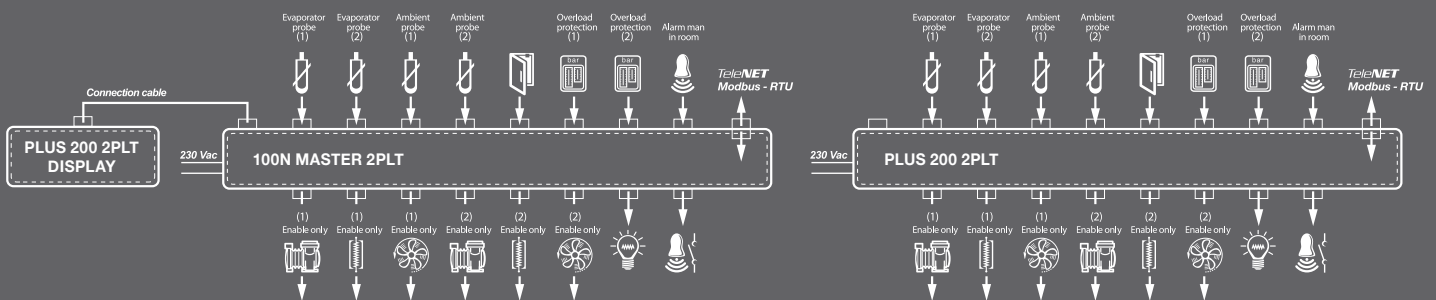 Evaporator
probe
(1)
Evaporator
probe
(2)
Ambient
probe
(1)
Ambient
probe
(2)
Overload
protection
(1)
Overload
protection
(2)
Alarm man
in room
bar
bar
TeleNET
Modbus - RTU
Connection cable
PLUS 200 2PLT
DISPLAY
230 Vac
100N MASTER 2PLT
(1)
Enable only
(1)
Enable only
(1)
Enable only
(2)
Enable only
(2)
Enable only
(2)
Enable only
Evaporator
probe
(1)
Evaporator
probe
(2)
Ambient
probe
(1)
Ambient
probe
(2)
Overload
protection
(1)
Overload
protection
(2)
Alarm man
in room
bar
bar
TeleNET
Modbus - RTU
230 Vac
PLUS 200 2PLT
(1)
Enable only
(1)
Enable only
(1)
Enable only
(2)
Enable only
(2)
Enable only
(2)
Enable only